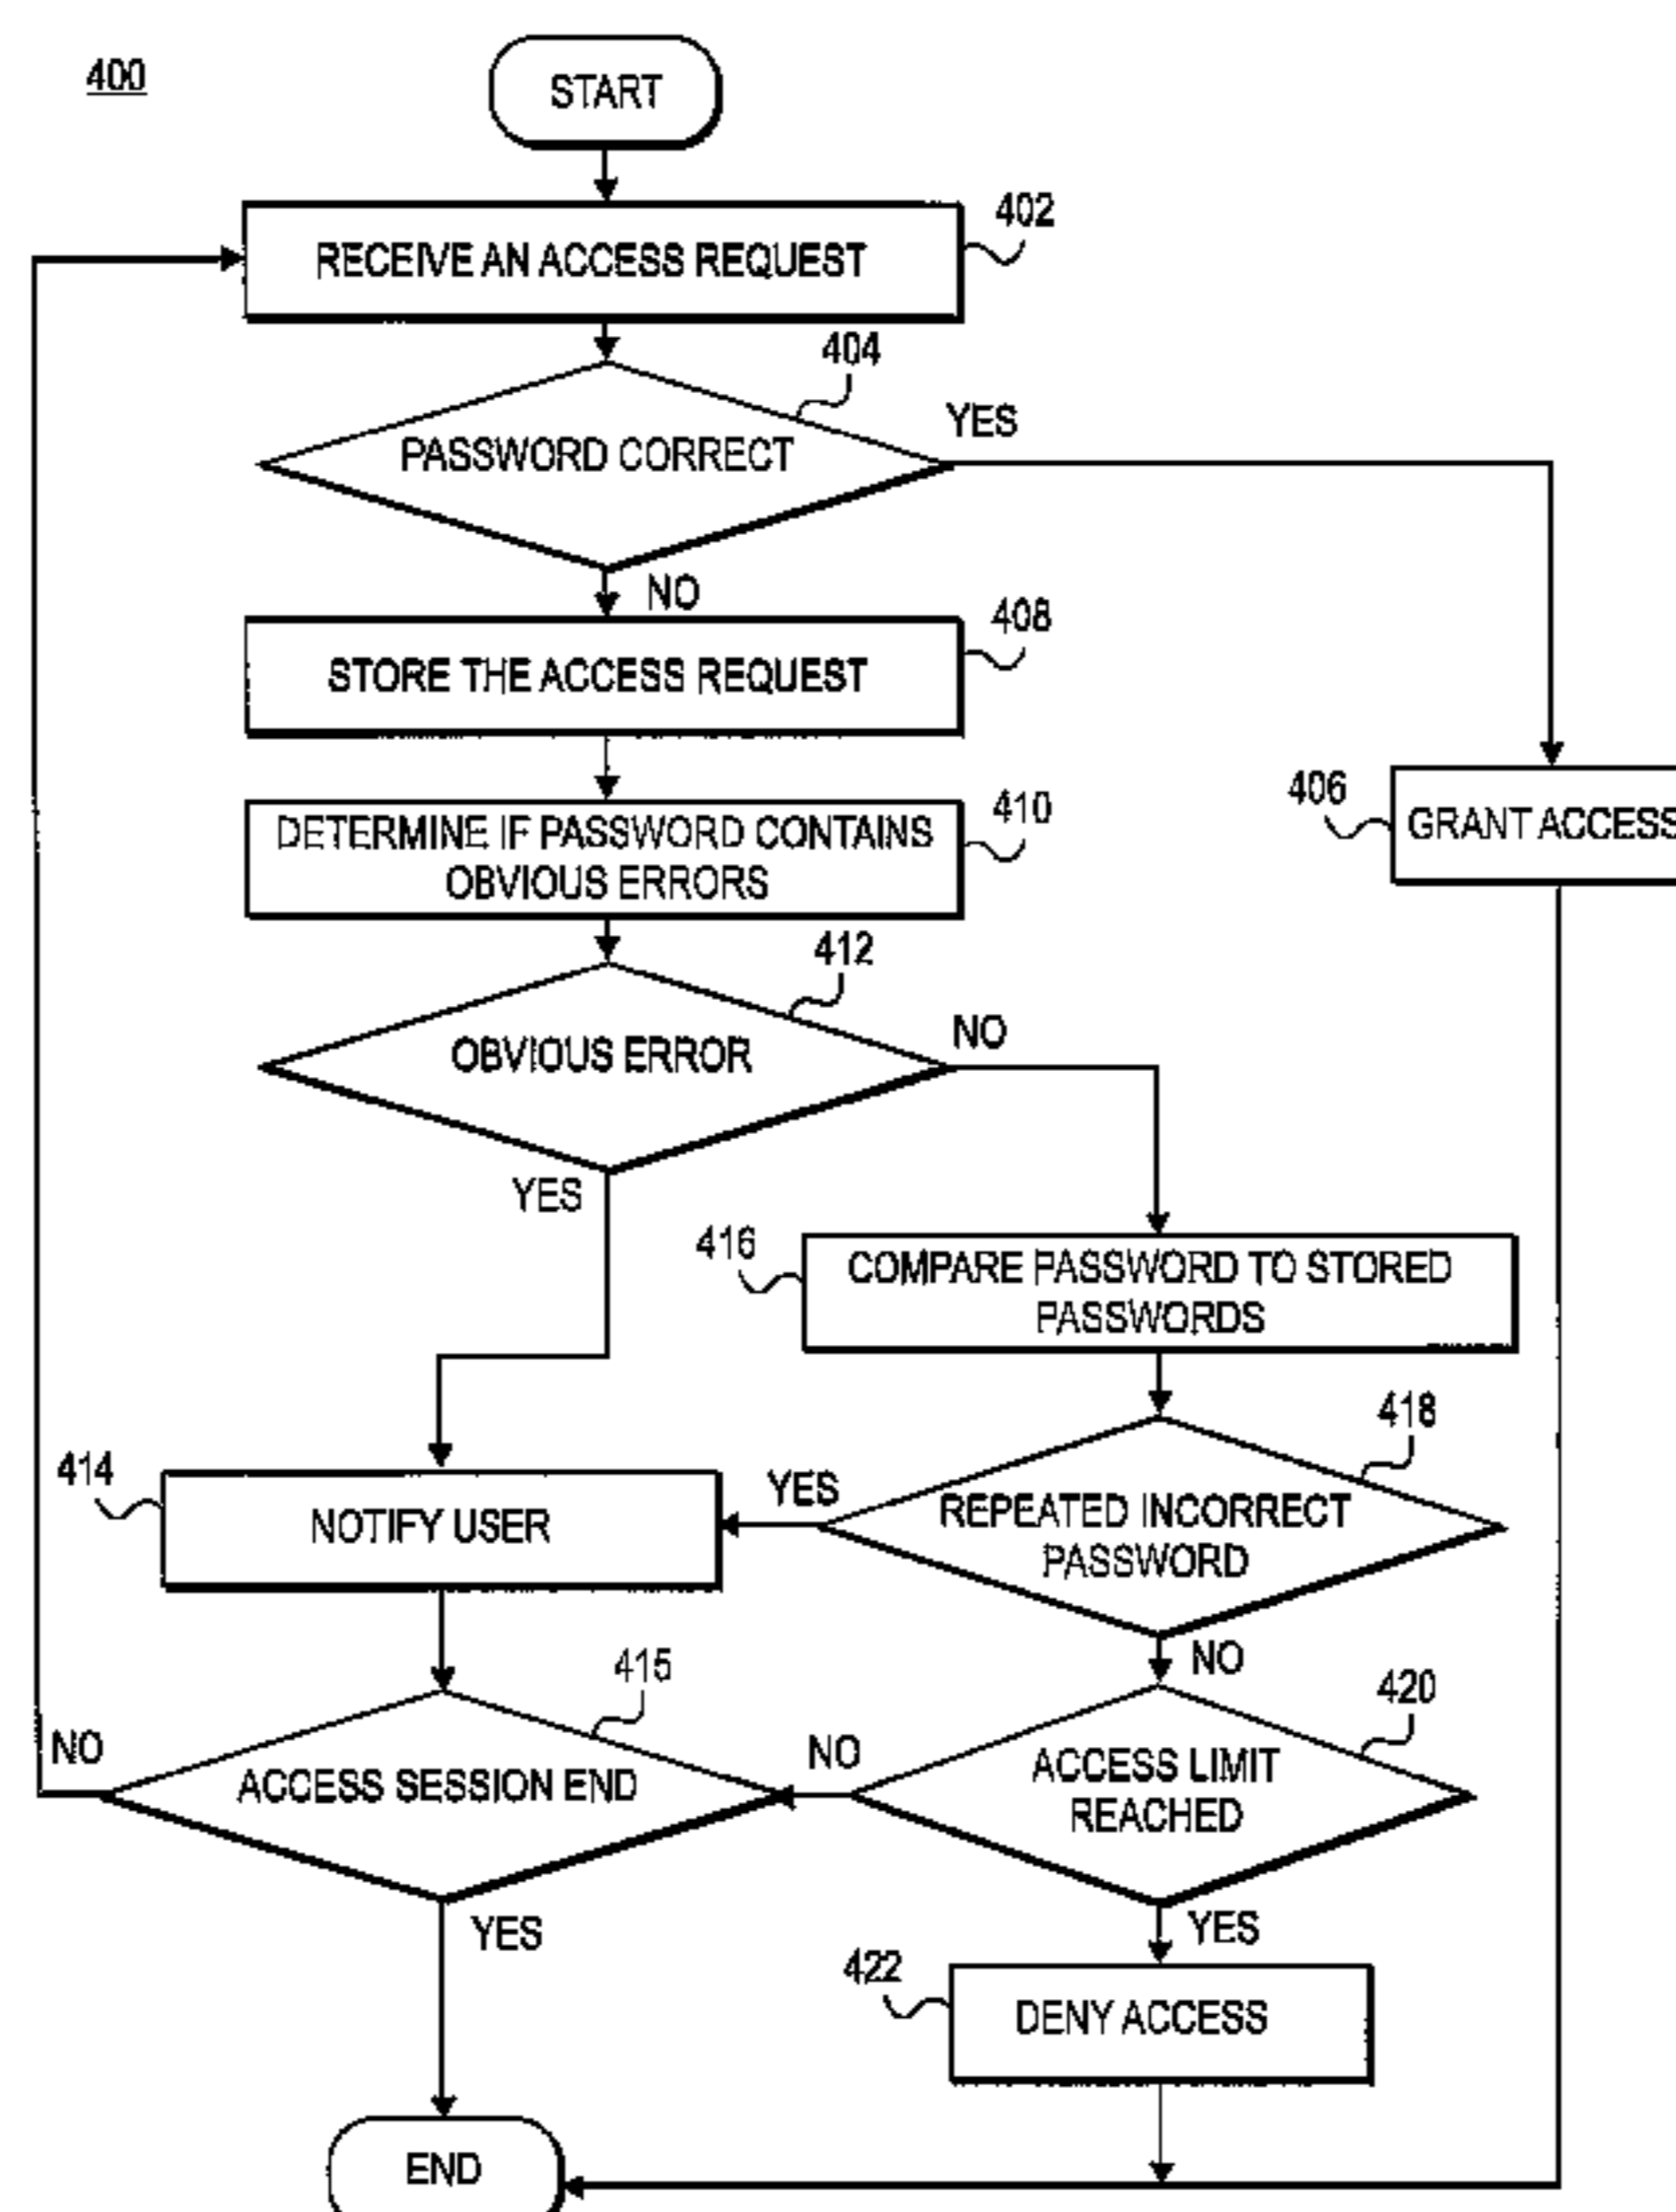 400
START
RECEIVE AN ACCESS REQUEST
402
404
PASSWORD CORRECT
YES
NO
STORE THE ACCESS REQUEST
408
406
GRANT ACCESS
DETERMINE IF PASSWORD CONTAINS
OBVIOUS ERRORS
410
412
OBVIOUS ERROR
NO
YES
416
COMPARE PASSWORD TO STORED
PASSWORDS
418
REPEATED INCORRECT
PASSWORD
YES
414
NOTIFY USER
NO
415
ACCESS SESSION END
NO
420
ACCESS LIMIT
REACHED
NO
YES
YES
422
DENY ACCESS
END